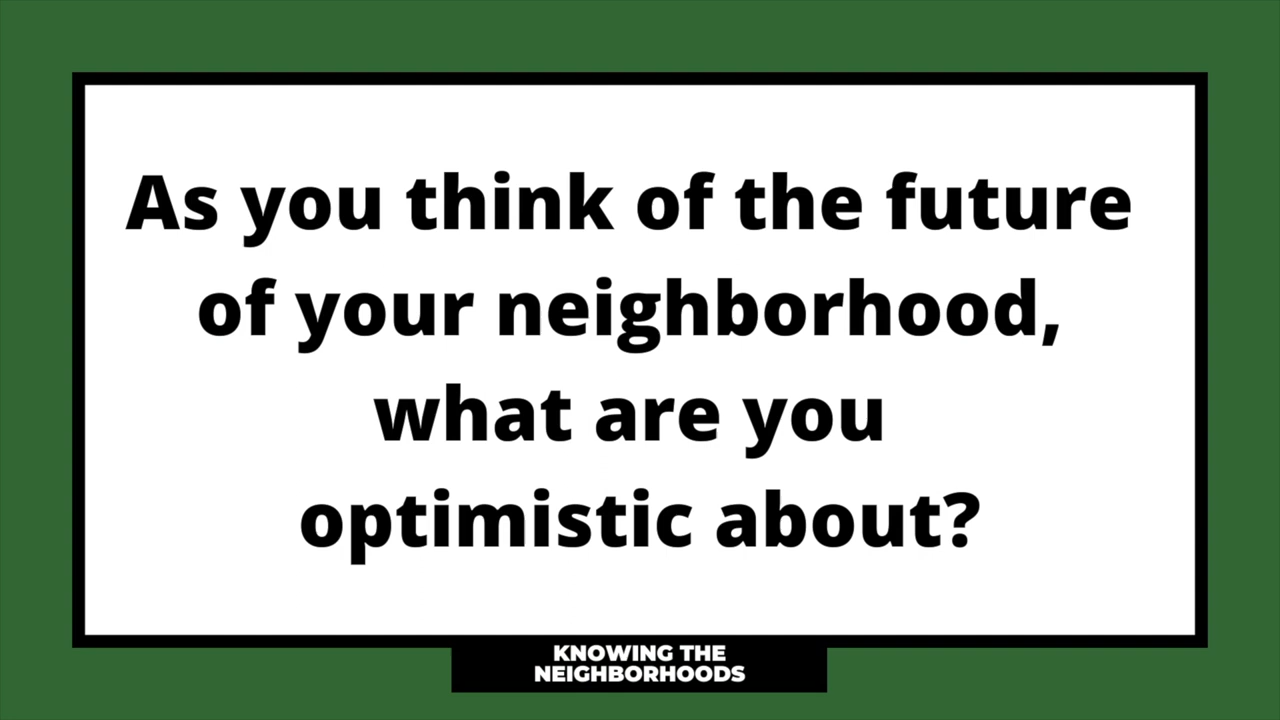 As you think of the future
of your neighborhood,
what are you
optimistic about?
KNOWING THE
NEIGHBORHOODS